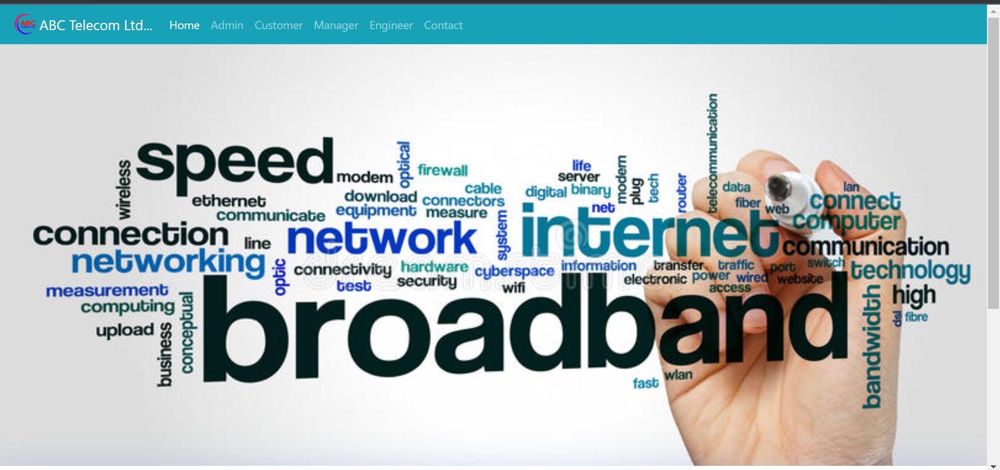 ABC
ABC Telecom Ltd...
Home
Admin
Customer
Manager
Engineer
Contact
telecommunication
speed
optical
modem
firewall
life
server
modern
plug
tech
router
wireless
ethernet
download
cable
connectors
digital
binary
data
fiber
web
lan
connect
communicate
equipment
measure
net
computer
connection
line
network
system
internet
communication
networking
optic
connectivity
hardware
cyberspace
information
transfer
traffic
port
switch
technology
test
security
wifi
electronic
power
wired
website
access
measurement
computing
conceptual
high
dsl
fibre
upload
business
broadband
bandwidth
fast
wlan